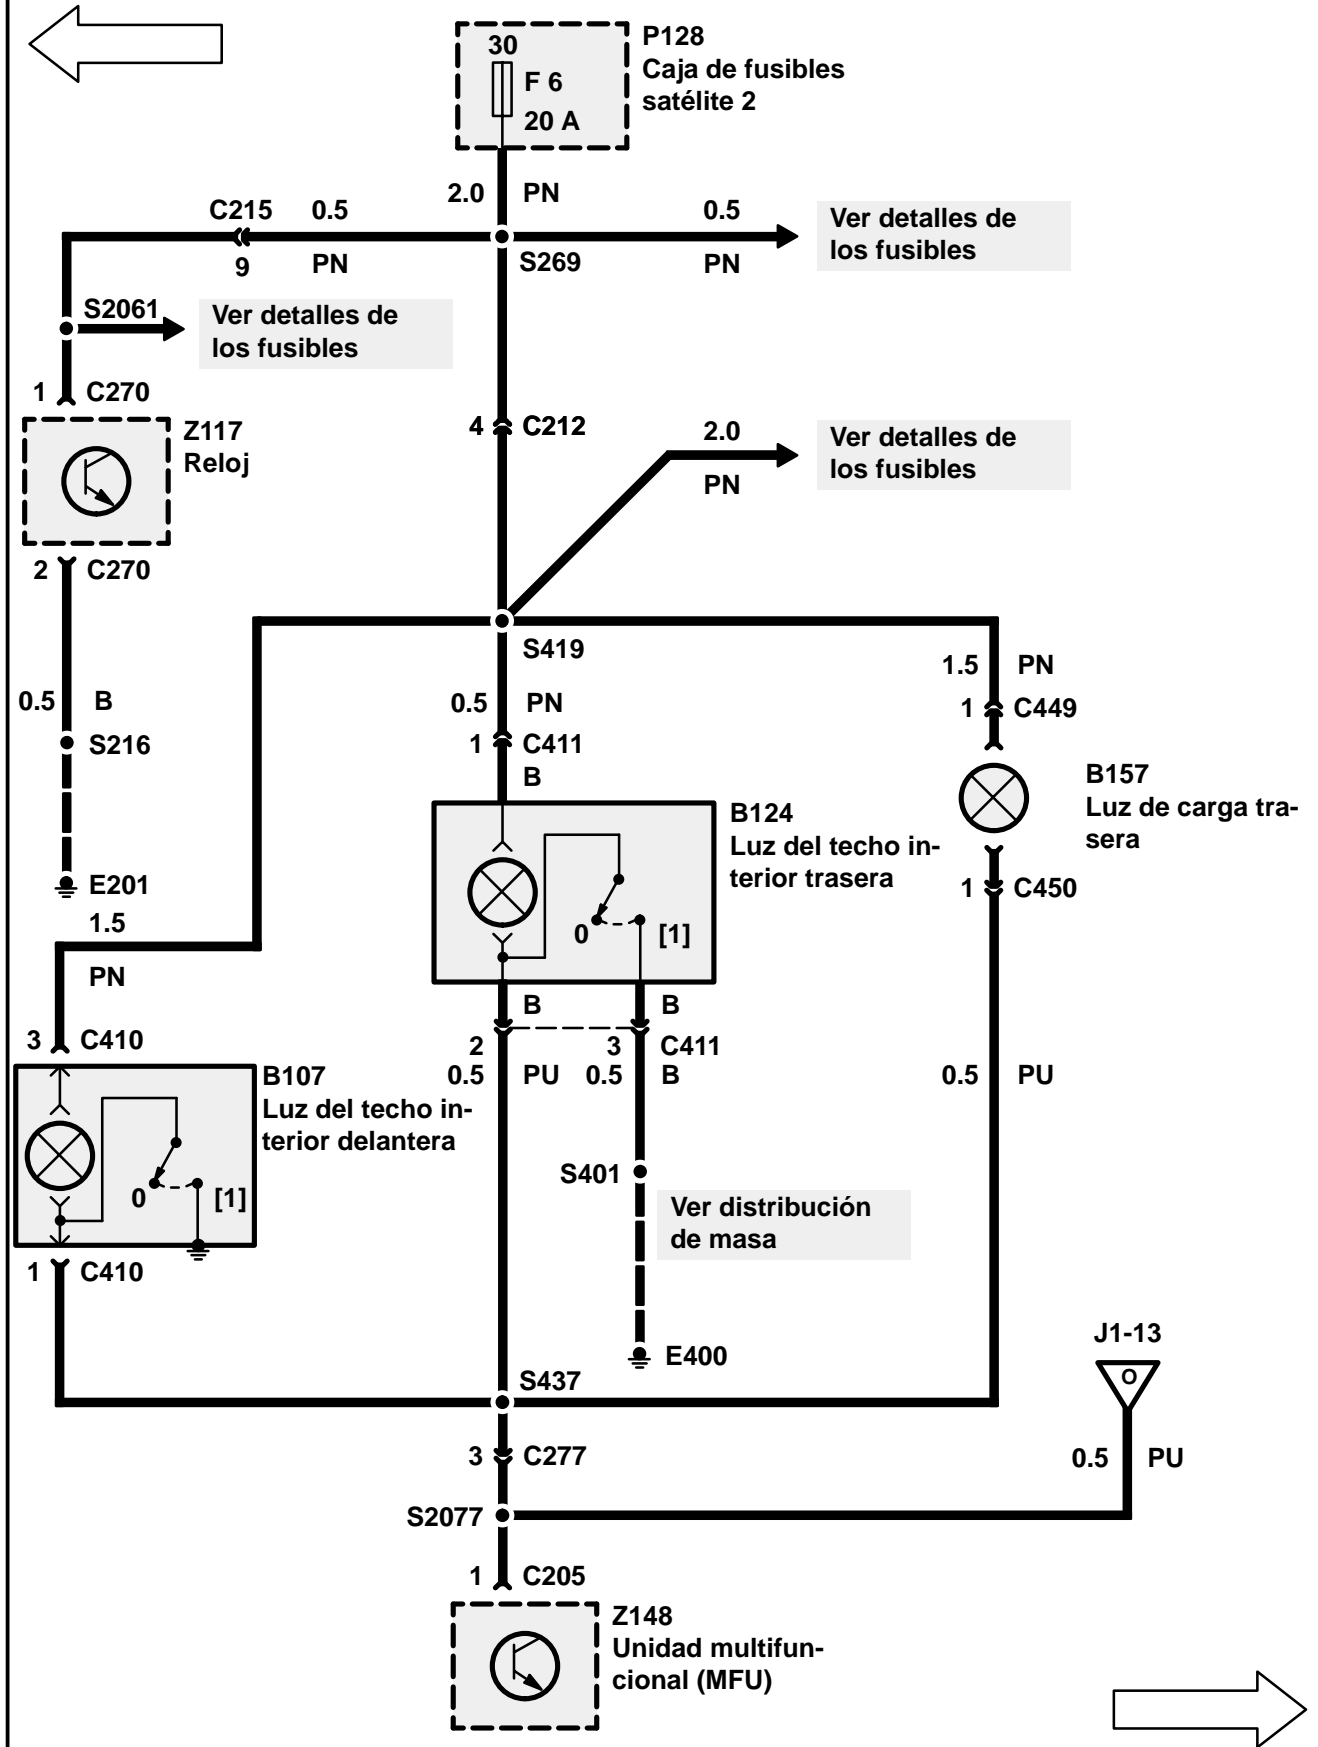 30
F 6
20 A
P128
Caja de fusibles
satélite 2
2.0 PN
C215 0.5
9 PN
S269
0.5
PN
Ver detalles de
los fusibles
S2061
Ver detalles de
los fusibles
1 C270
Z117
Reloj
4 C212
2.0
PN
Ver detalles de
los fusibles
2 C270
S419
0.5 B
S216
E201
0.5 PN
1 C411
B
1.5 PN
1 C449
B157
Luz de carga tra-
sera
1 C450
B124
Luz del techo in-
terior trasera
0 [1]
1.5
PN
3 C410
B107
Luz del techo in-
terior delantera
0 [1]
1 C410
B B
2 3 C411
0.5 PU 0.5 B
0.5 PU
S401
Ver distribución
de masa
E400
S437
J1-13
O
0.5 PU
3 C277
S2077
1 C205
Z148
Unidad multifun-
cional (MFU)